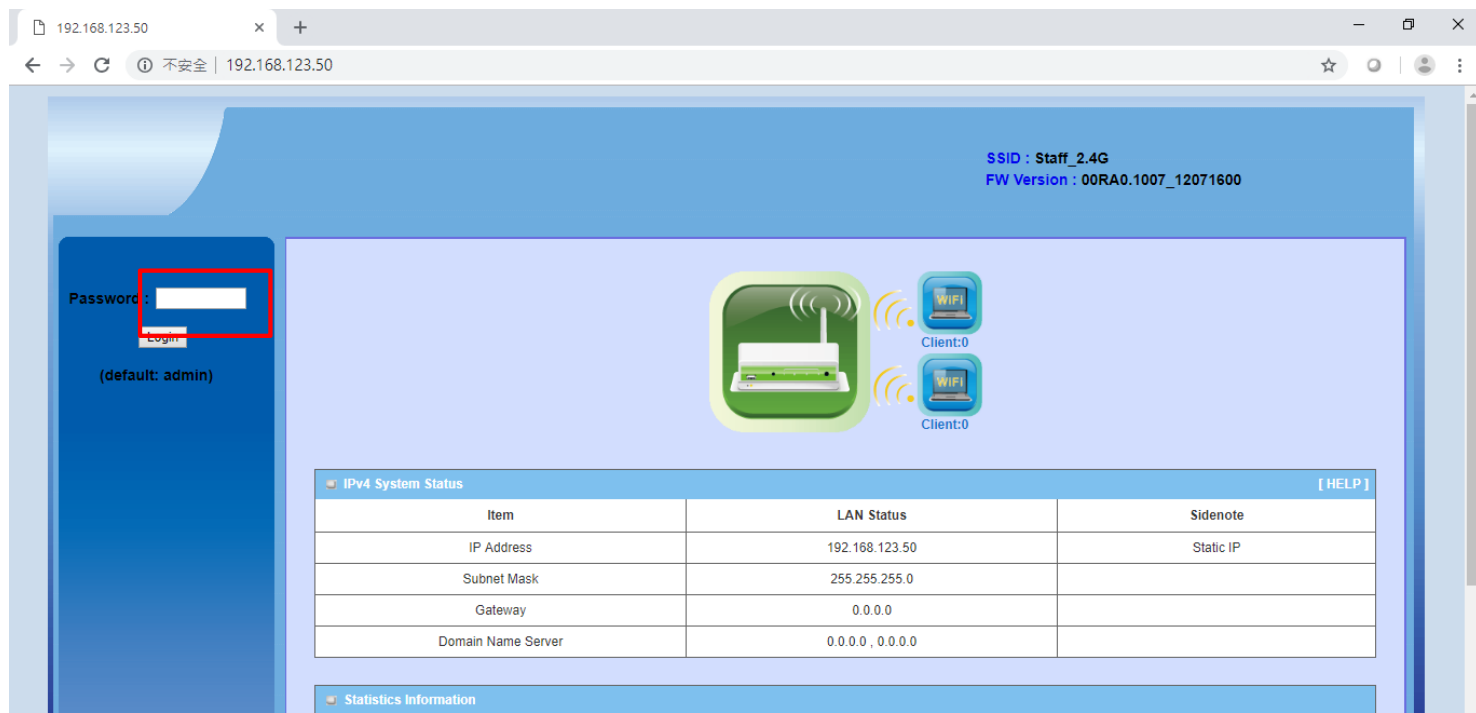 192.168.123.50
不安全 | 192.168.123.50
SSID : Staff_2.4G
FW Version : 00RA0.1007_12071600
Password :
Login
(default: admin)
WIFI
Client:0
WIFI
Client:0
IPv4 System Status [ HELP ]
Item LAN Status Sidenote
IP Address 192.168.123.50 Static IP
Subnet Mask 255.255.255.0
Gateway 0.0.0.0
Domain Name Server 0.0.0.0 , 0.0.0.0
Statistics Information